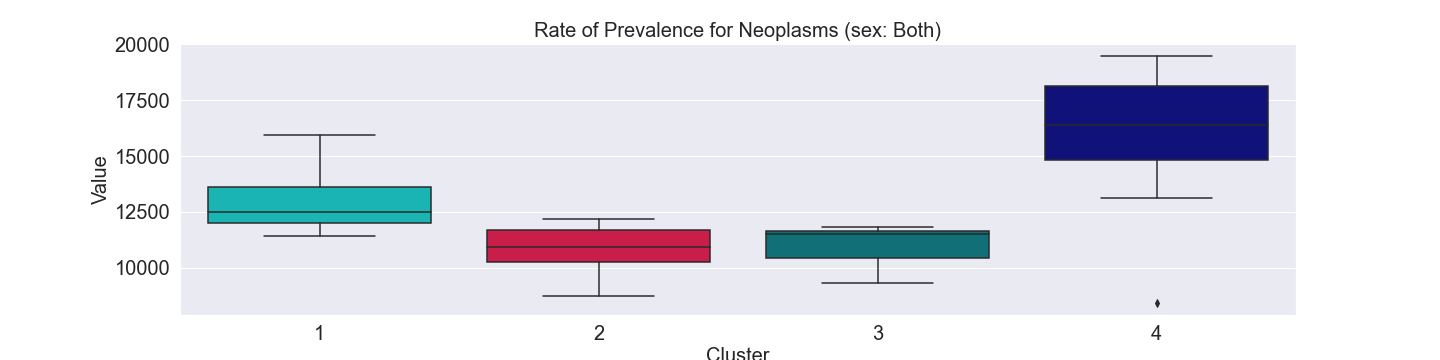 Rate of Prevalence for Neoplasms (sex: Both)
20000
17500
15000
12500
10000
Value
1 2 3 4
Cluster